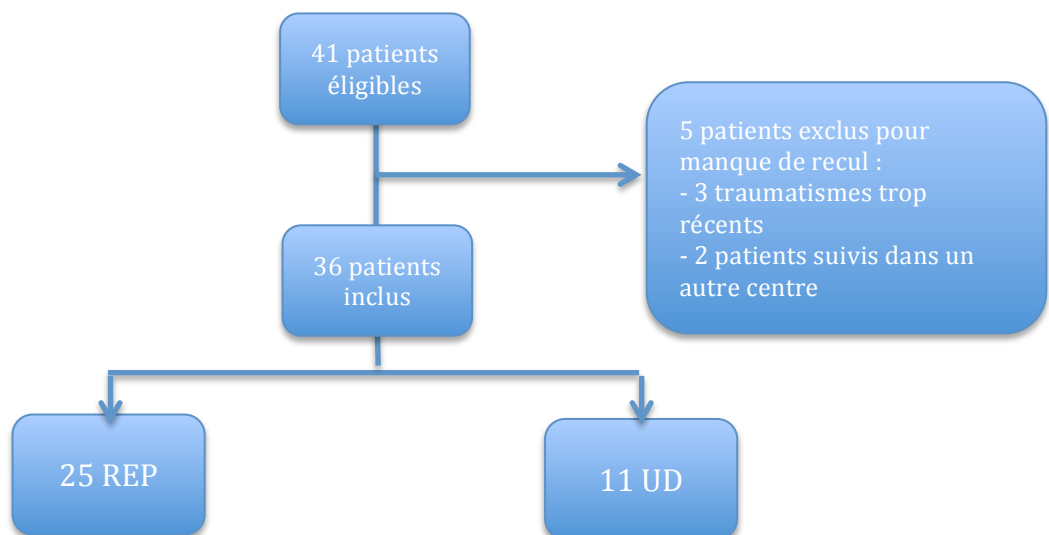 41 patients
éligibles
5 patients exclus pour
manque de recul :
- 3 traumatismes trop
récents
- 2 patients suivis dans un
autre centre
36 patients
inclus
25 REP
11 UD